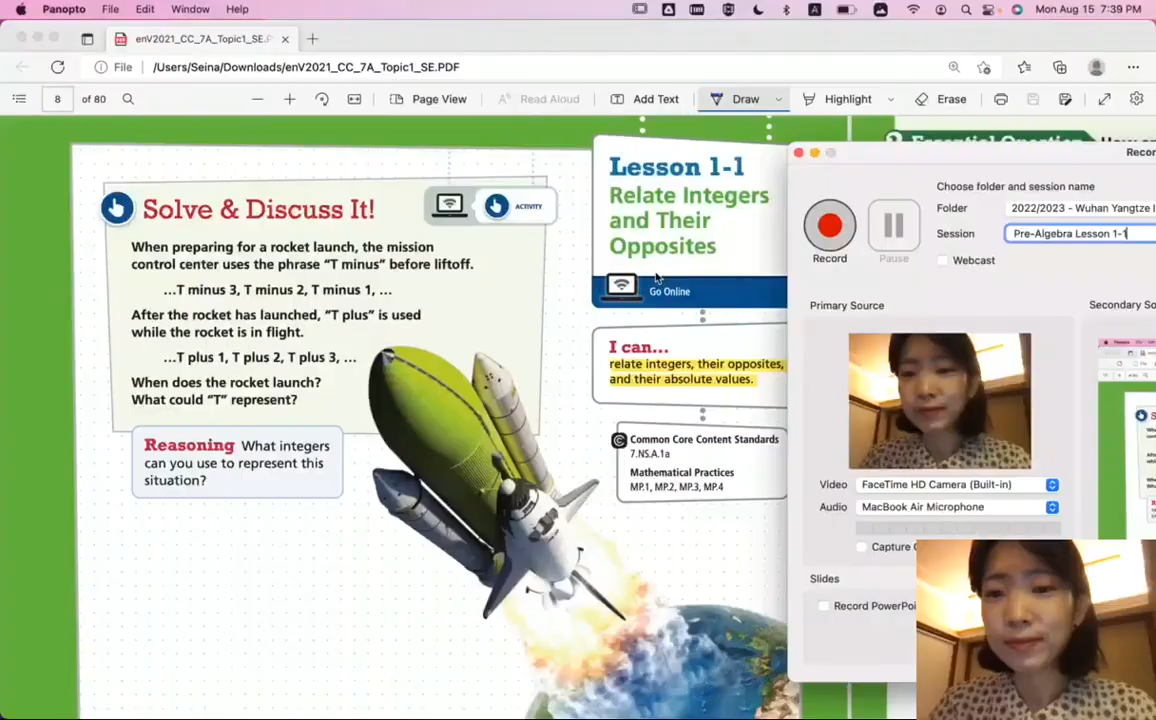 Panopto File Edit Window Help
A
Mon Aug 15 7:39 PM
enV2021_CC_7A_Topic1_SE.P
File /Users/Seina/Downloads/enV2021_CC_7A_Topic1_SE.PDF
8 of 80
Page View
Read Aloud
Add Text
Draw
Highlight
Erase
Lesson 1-1
Relate Integers
and Their
Opposites
Go Online
Solve & Discuss It!
ACTIVITY
When preparing for a rocket launch, the mission
control center uses the phrase “T minus” before liftoff.
...T minus 3, T minus 2, T minus 1, ...
After the rocket has launched, “T plus” is used
while the rocket is in flight.
...T plus 1, T plus 2, T plus 3, ...
When does the rocket launch?
What could “T” represent?
Reasoning What integers
can you use to represent this
situation?
I can...
relate integers, their opposites,
and their absolute values.
Common Core Content Standards
7.NS.A.1a
Mathematical Practices
MP.1, MP.2, MP.3, MP.4
Essential Question
Recor
Choose folder and session name
Folder 2022/2023 - Wuhan Yangtze I
Session Pre-Algebra Lesson 1-1
Record
Pause
Webcast
Primary Source
Secondary So
Video FaceTime HD Camera (Built-in)
Audio MacBook Air Microphone
Capture
Slides
Record PowerPoi